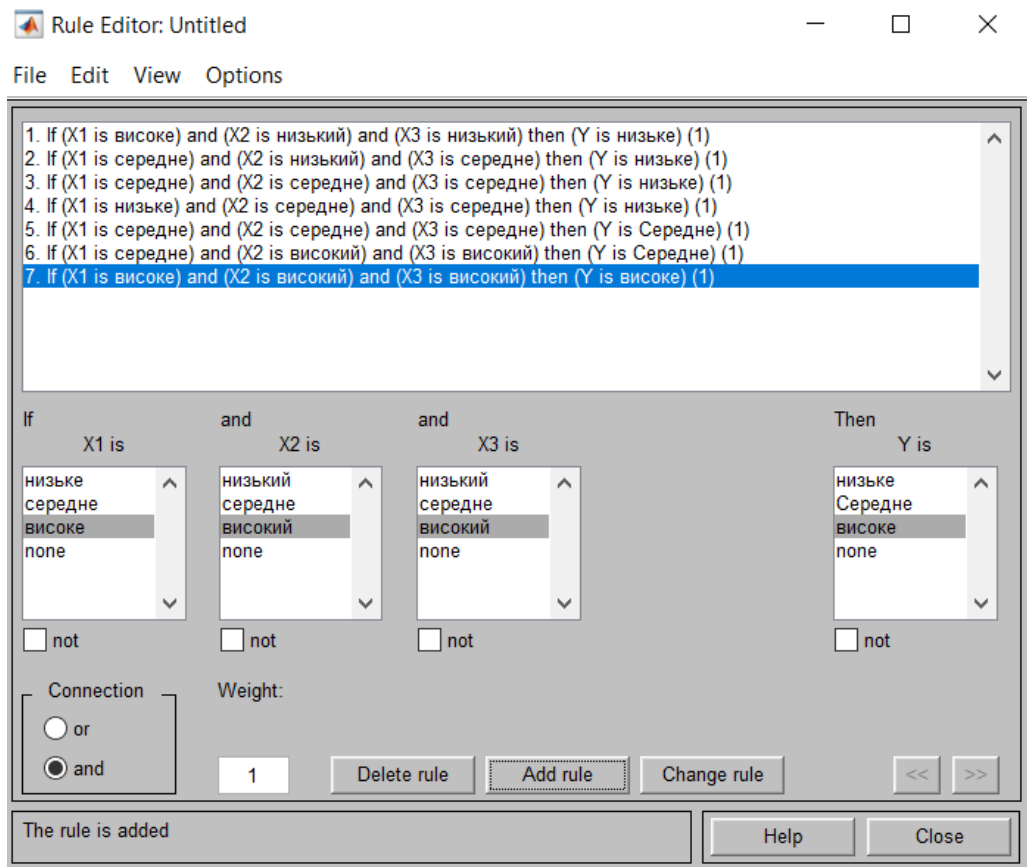 Rule Editor: Untitled
File Edit View Options
1. If (X1 is високе) and (X2 is низький) and (X3 is низький) then (Y is низьке) (1)
2. If (X1 is середне) and (X2 is низький) and (X3 is середне) then (Y is низьке) (1)
3. If (X1 is середне) and (X2 is середне) and (X3 is середне) then (Y is низьке) (1)
4. If (X1 is низьке) and (X2 is середне) and (X3 is середне) then (Y is низьке) (1)
5. If (X1 is середне) and (X2 is середне) and (X3 is середне) then (Y is Середне) (1)
6. If (X1 is середне) and (X2 is високий) and (X3 is високий) then (Y is Середне) (1)
7. If (X1 is високе) and (X2 is високий) and (X3 is високий) then (Y is високе) (1)
If and and Then
X1 is X2 is X3 is Y is
низьке низький низький низьке
середне середне середне Середне
високе високий високий високе
none none none none
not not not not
Connection Weight:
or
and 1 Delete rule Add rule Change rule << >>
The rule is added Help Close